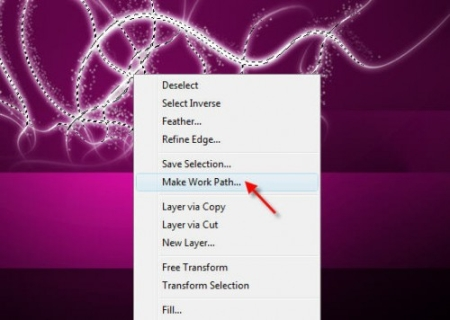 Deselect
Select Inverse
Feather...
Refine Edge...
Save Selection...
Make Work Path...
Layer via Copy
Layer via Cut
New Layer...
Free Transform
Transform Selection
Fill...